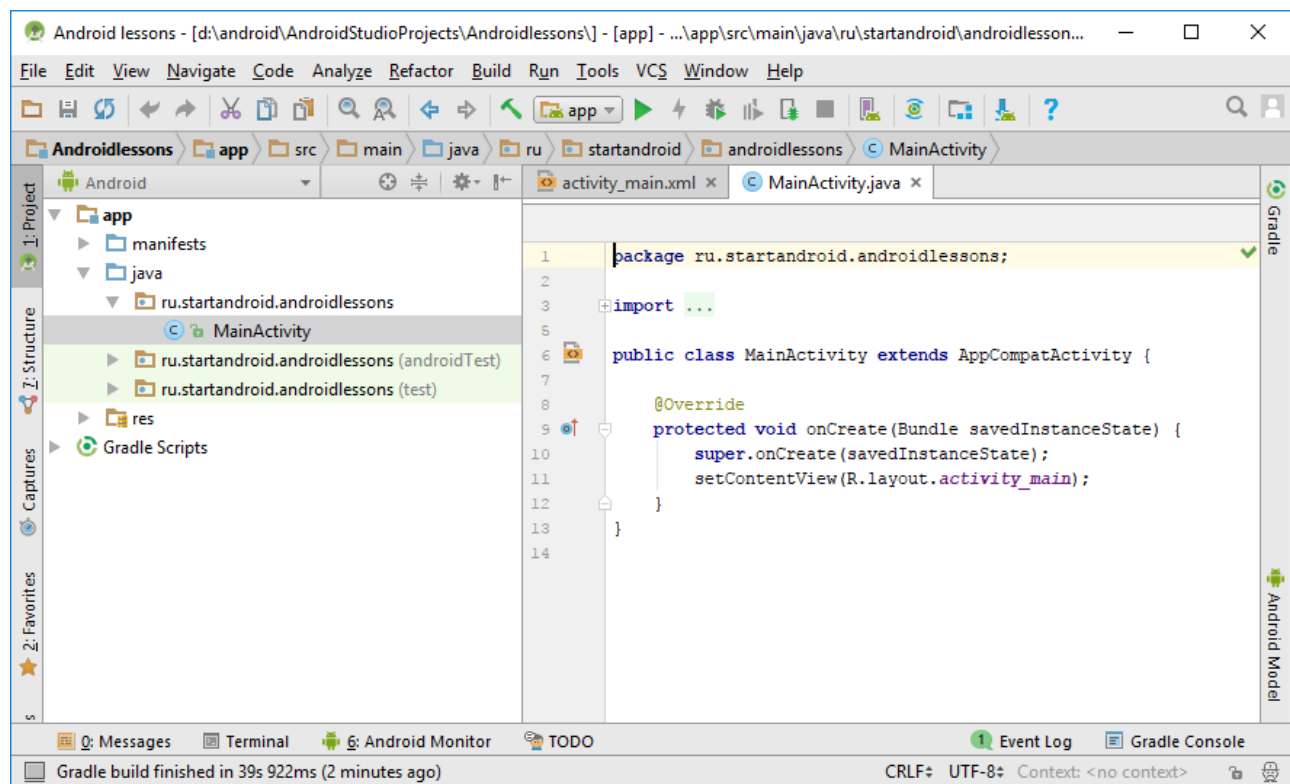 Android lessons - [d:\android\AndroidStudioProjects\Androidlessons\] - [app] - ...\app\src\main\java\ru\startandroid\androidlesson...
File Edit View Navigate Code Analyze Refactor Build Run Tools VCS Window Help
app
Androidlessons app src main java ru startandroid androidlessons MainActivity
1: Project
7: Structure
Captures
2: Favorites
s
Android
app
manifests
java
ru.startandroid.androidlessons
MainActivity
ru.startandroid.androidlessons (androidTest)
ru.startandroid.androidlessons (test)
res
Gradle Scripts
activity_main.xml MainActivity.java
1 package ru.startandroid.androidlessons;
2
3 import ...
5
6 public class MainActivity extends AppCompatActivity {
7
8 @Override
9 protected void onCreate(Bundle savedInstanceState) {
10 super.onCreate(savedInstanceState);
11 setContentView(R.layout.activity_main);
12 }
13 }
14
Gradle
Android Model
0: Messages Terminal 6: Android Monitor TODO 1 Event Log Gradle Console
Gradle build finished in 39s 922ms (2 minutes ago) CRLF UTF-8 Context: <no context>